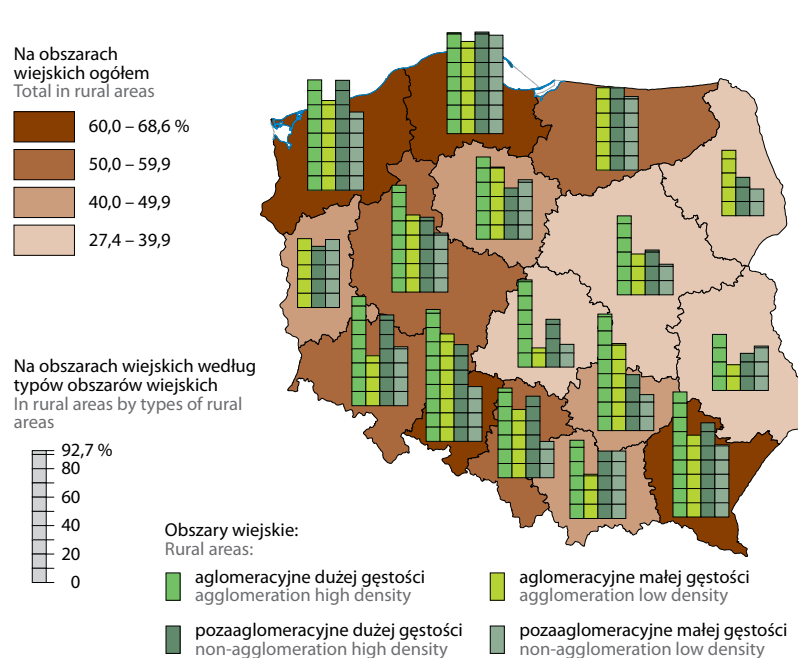 Na obszarach
wiejskich ogółem
Total in rural areas
60,0 – 68,6 %
50,0 – 59,9
40,0 – 49,9
27,4 – 39,9
Na obszarach wiejskich według
typów obszarów wiejskich
In rural areas by types of rural
areas
92,7 %
80
60
40
20
0
Obszary wiejskie:
Rural areas:
aglomeracyjne dużej gęstości
agglomeration high density
aglomeracyjne małej gęstości
agglomeration low density
pozaaglomeracyjne dużej gęstości
non-agglomeration high density
pozaaglomeracyjne małej gęstości
non-agglomeration low density